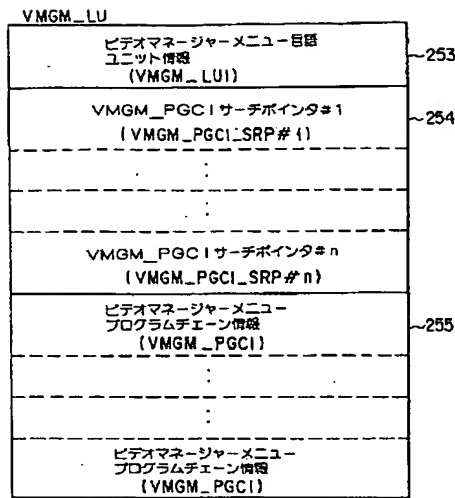 VMGM_LU
ビデオマネージャーメニュー言語
ユニット情報
(VMGM_LUI)
253
VMGM_PGCIサーチポインタ#1
(VMGM_PGCI_SRP#1)
254
VMGM_PGCIサーチポインタ#n
(VMGM_PGCI_SRP#n)
ビデオマネージャーメニュー
プログラムチェーン情報
(VMGM_PGCI)
255
ビデオマネージャーメニュー
プログラムチェーン情報
(VMGM_PGCI)